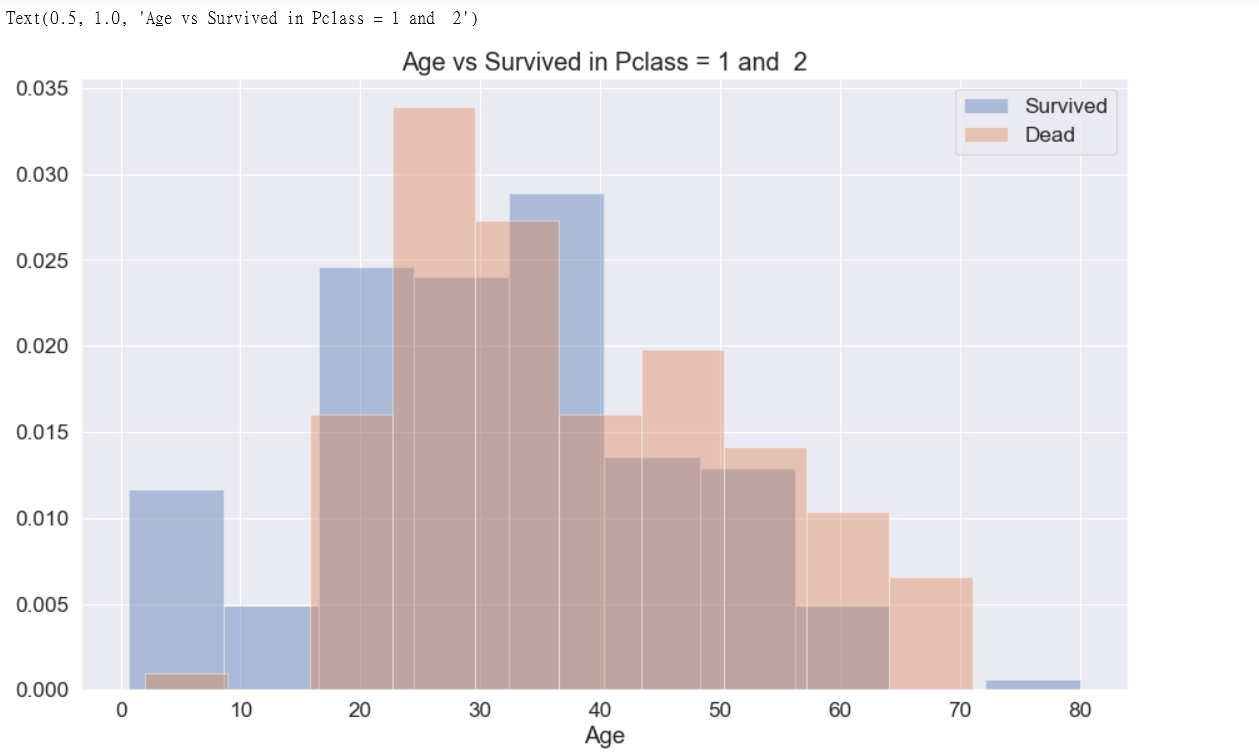 Text(0.5, 1.0, 'Age vs Survived in Pclass = 1 and  2')
Age vs Survived in Pclass = 1 and  2
0.035
0.030
0.025
0.020
0.015
0.010
0.005
0.000
Survived
Dead
0 10 20 30 40 50 60 70 80
Age